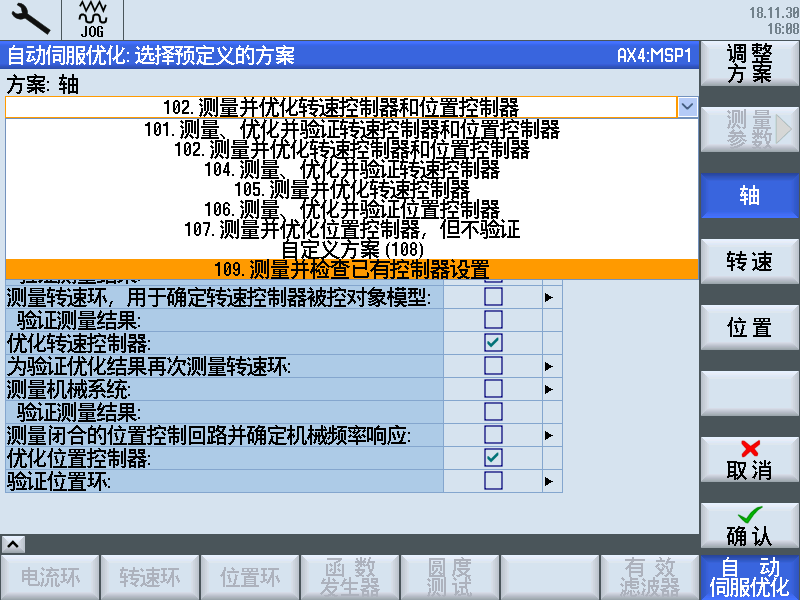 JOG
18.11.30
16:08
自动伺服优化: 选择预定义的方案
AX4:MSP1
方案: 轴
102. 测量并优化转速控制器和位置控制器
101. 测量、优化并验证转速控制器和位置控制器
102. 测量并优化转速控制器和位置控制器
104. 测量、优化并验证转速控制器
105. 测量并优化转速控制器
106. 测量、优化并验证位置控制器
107. 测量并优化位置控制器, 但不验证
自定义方案 (108)
109. 测量并检查已有控制器设置
验证测量结果:
测量转速环, 用于确定转速控制器被控对象模型:
验证测量结果:
优化转速控制器:
为验证优化结果再次测量转速环:
测量机械系统:
验证测量结果:
测量闭合的位置控制回路并确定机械频率响应:
优化位置控制器:
验证位置环:
调整
方案
测量
参数
轴
转速
位置
取消
确认
自动
伺服优化
电流环
转速环
位置环
函数
发生器
圆度
测试
有效
滤波器